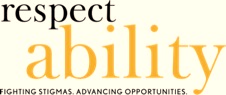 respect
ability
FIGHTING STIGMAS. ADVANCING OPPORTUNITIES.